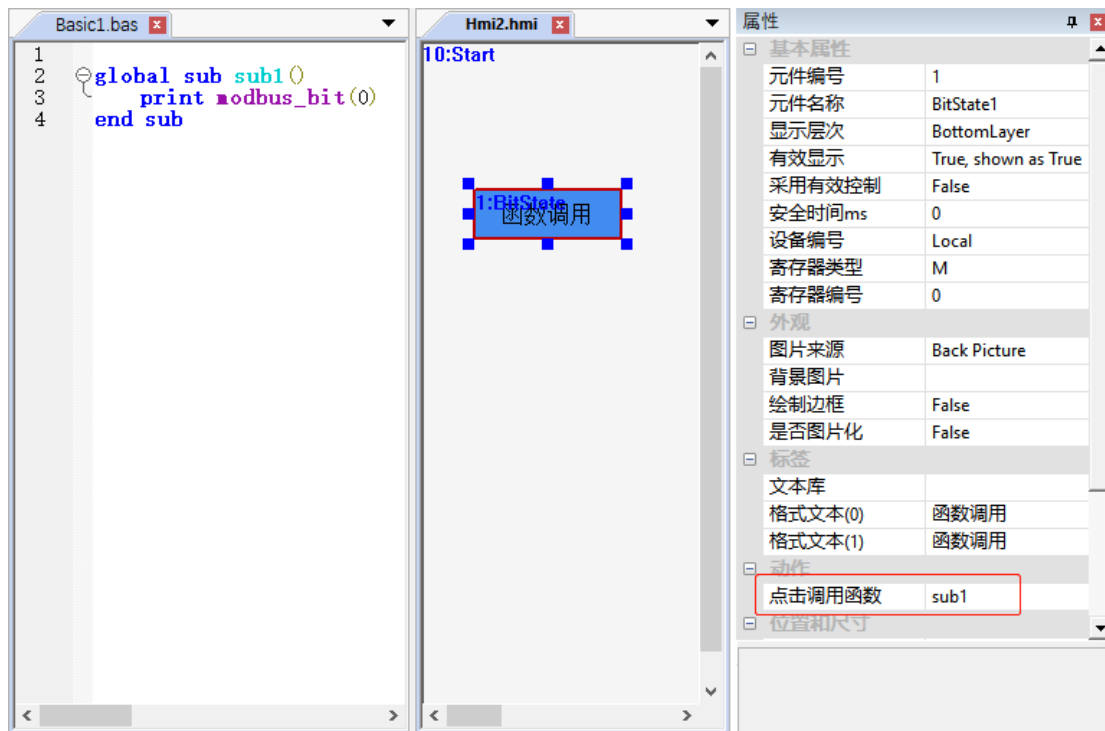 Basic1.bas
1
2 global sub sub1()
3 print modbus_bit(0)
4 end sub
Hmi2.hmi
10:Start
1:BitState
函数调用
属性
基本属性
元件编号 1
元件名称 BitState1
显示层次 BottomLayer
有效显示 True, shown as True
采用有效控制 False
安全时间ms 0
设备编号 Local
寄存器类型 M
寄存器编号 0
外观
图片来源 Back Picture
背景图片
绘制边框 False
是否图片化 False
标签
文本库
格式文本(0) 函数调用
格式文本(1) 函数调用
动作
点击调用函数 sub1
位置和尺寸